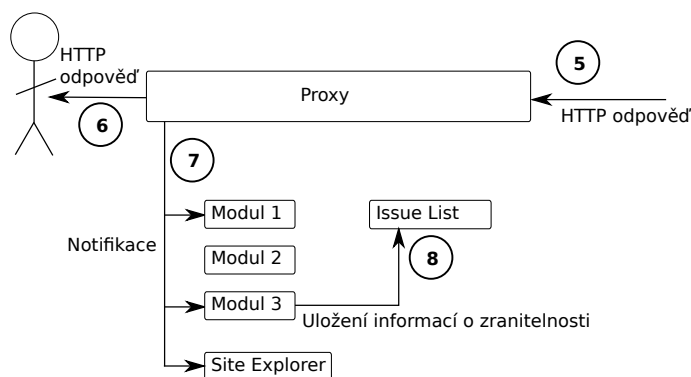 HTTP
odpověď
5
Proxy
HTTP odpověď
6
7
Modul 1
Issue List
Notifikace
Modul 2
8
Modul 3
Uložení informací o zranitelnosti
Site Explorer